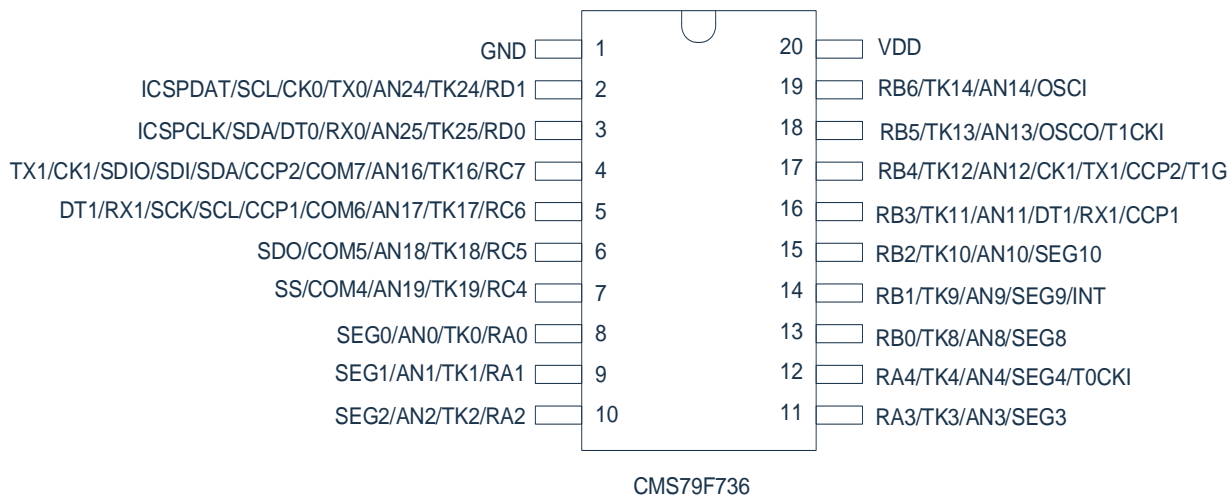 GND 1 20 VDD
ICSPDAT/SCL/CK0/TX0/AN24/TK24/RD1 2 19 RB6/TK14/AN14/OSCI
ICSPCLK/SDA/DT0/RX0/AN25/TK25/RD0 3 18 RB5/TK13/AN13/OSCO/T1CKI
TX1/CK1/SDIO/SDI/SDA/CCP2/COM7/AN16/TK16/RC7 4 17 RB4/TK12/AN12/CK1/TX1/CCP2/T1G
DT1/RX1/SCK/SCL/CCP1/COM6/AN17/TK17/RC6 5 16 RB3/TK11/AN11/DT1/RX1/CCP1
SDO/COM5/AN18/TK18/RC5 6 15 RB2/TK10/AN10/SEG10
SS/COM4/AN19/TK19/RC4 7 14 RB1/TK9/AN9/SEG9/INT
SEG0/AN0/TK0/RA0 8 13 RB0/TK8/AN8/SEG8
SEG1/AN1/TK1/RA1 9 12 RA4/TK4/AN4/SEG4/T0CKI
SEG2/AN2/TK2/RA2 10 11 RA3/TK3/AN3/SEG3
CMS79F736